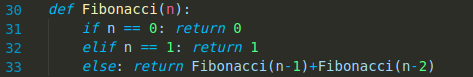 30 def Fibonacci(n):
31     if n == 0: return 0
32     elif n == 1: return 1
33     else: return Fibonacci(n-1)+Fibonacci(n-2)